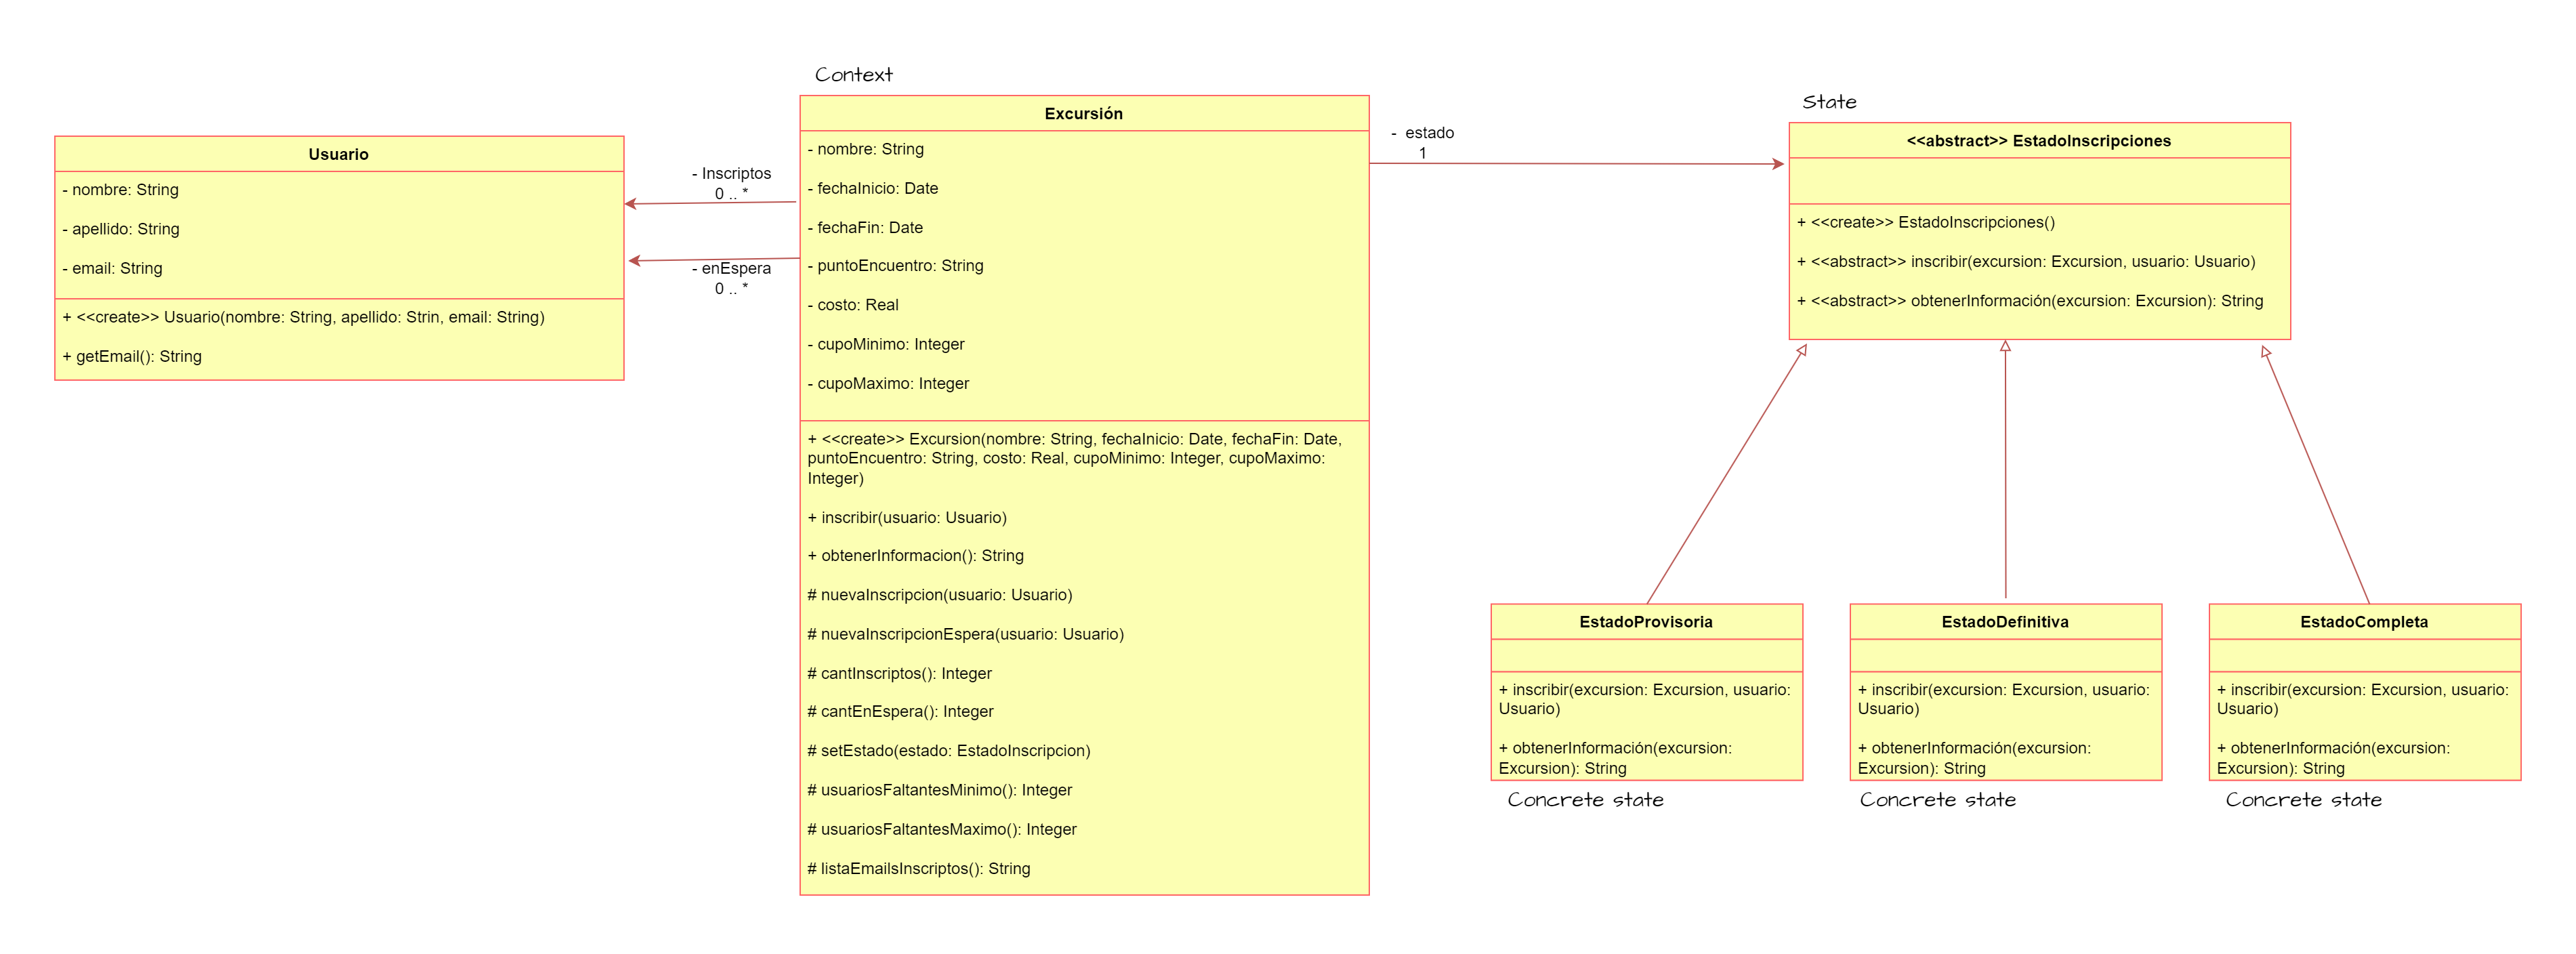 Usuario
- nombre: String
- apellido: String
- email: String
+ <<create>> Usuario(nombre: String, apellido: Strin, email: String)
+ getEmail(): String
- Inscriptos
0 .. *
- enEspera
0 .. *
Context
Excursión
- nombre: String
- fechaInicio: Date
- fechaFin: Date
- puntoEncuentro: String
- costo: Real
- cupoMinimo: Integer
- cupoMaximo: Integer
+ <<create>> Excursion(nombre: String, fechaInicio: Date, fechaFin: Date,
puntoEncuentro: String, costo: Real, cupoMinimo: Integer, cupoMaximo:
Integer)
+ inscribir(usuario: Usuario)
+ obtenerInformacion(): String
# nuevaInscripcion(usuario: Usuario)
# nuevaInscripcionEspera(usuario: Usuario)
# cantInscriptos(): Integer
# cantEnEspera(): Integer
# setEstado(estado: EstadoInscripcion)
# usuariosFaltantesMinimo(): Integer
# usuariosFaltantesMaximo(): Integer
# listaEmailsInscriptos(): String
- estado
1
State
<<abstract>> EstadoInscripciones
+ <<create>> EstadoInscripciones()
+ <<abstract>> inscribir(excursion: Excursion, usuario: Usuario)
+ <<abstract>> obtenerInformación(excursion: Excursion): String
EstadoProvisoria
+ inscribir(excursion: Excursion, usuario:
Usuario)
+ obtenerInformación(excursion:
Excursion): String
Concrete state
EstadoDefinitiva
+ inscribir(excursion: Excursion, usuario:
Usuario)
+ obtenerInformación(excursion:
Excursion): String
Concrete state
EstadoCompleta
+ inscribir(excursion: Excursion, usuario:
Usuario)
+ obtenerInformación(excursion:
Excursion): String
Concrete state